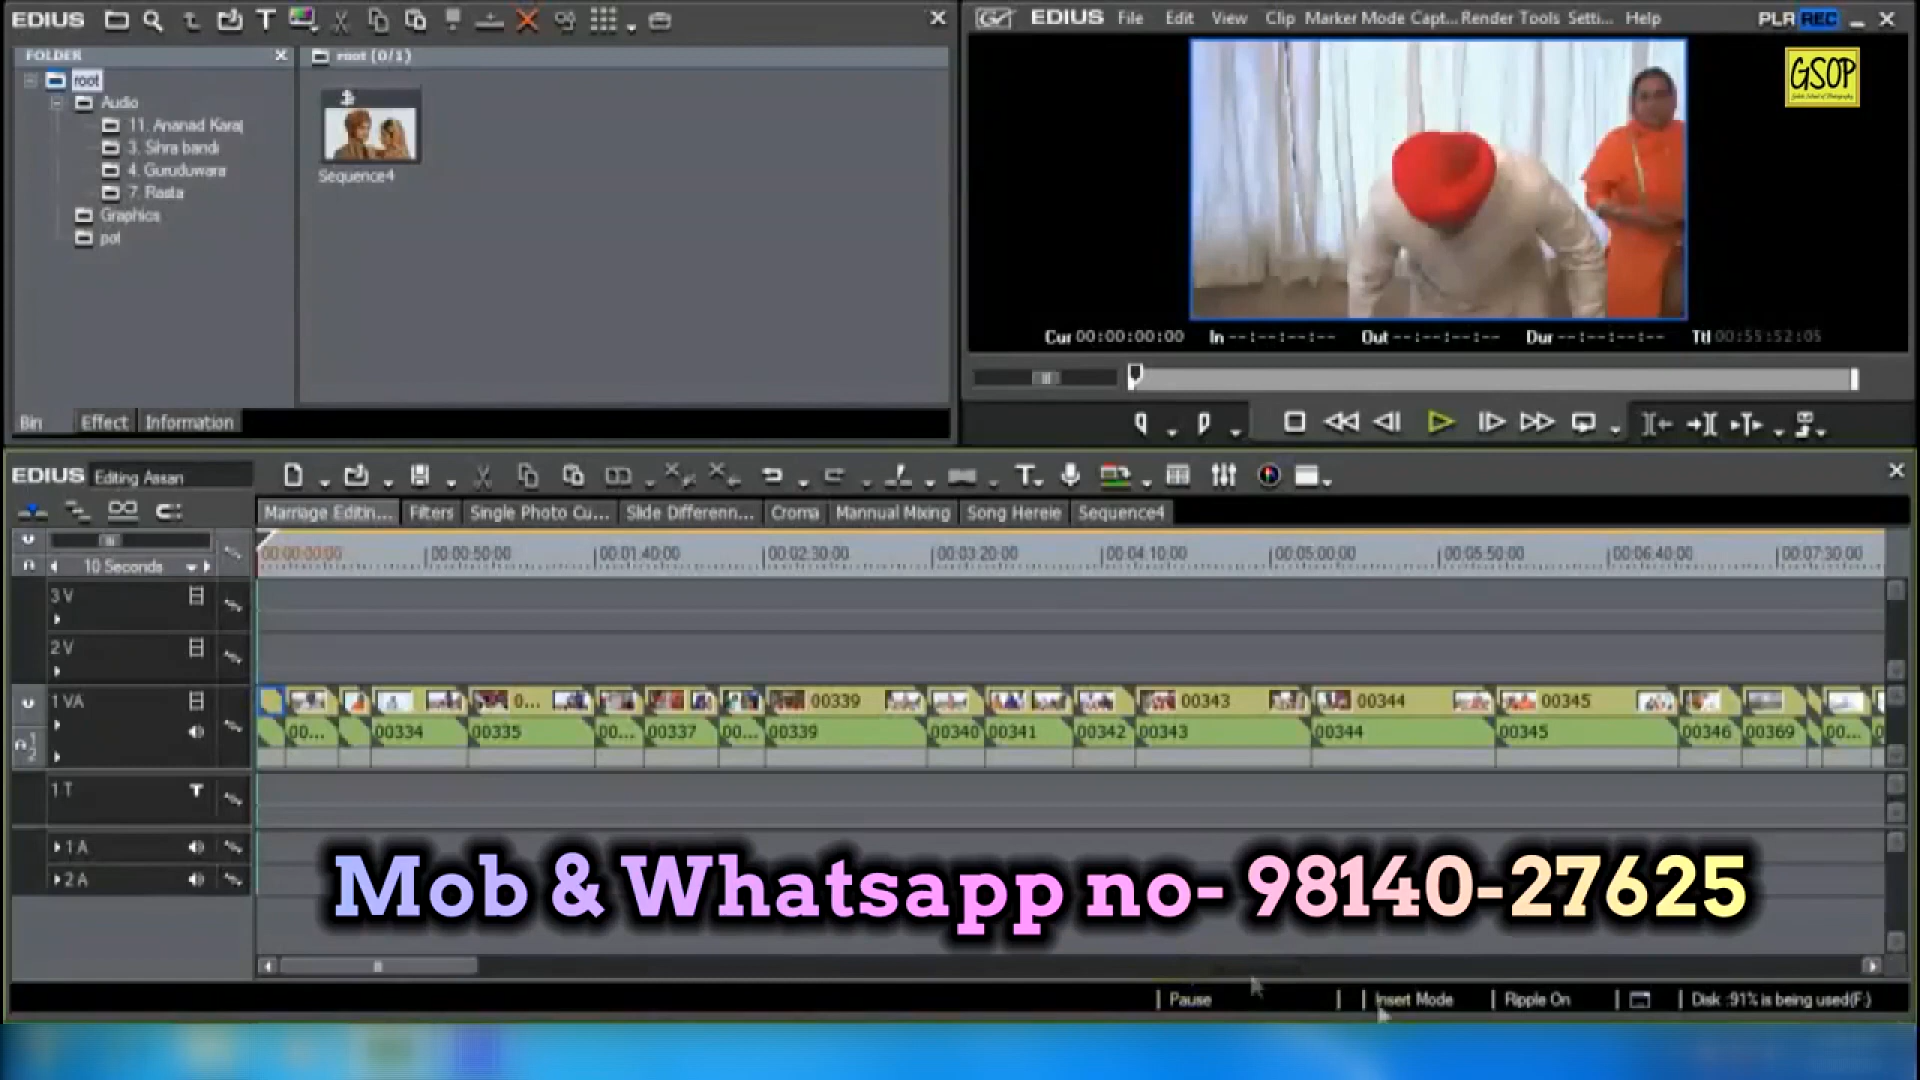 EDIUS
FOLDER
root
Audio
11. Ananad Karaj
3. Sihra bandi
4. Guruduwara
7. Rasta
Graphics
pol
root (0/1)
Sequence4
Bin Effect Information
EDIUS File Edit View Clip Marker Mode Capt... Render Tools Setti... Help PLR REC
GSOP
Cur 00:00:00:00 In --:--:--:-- Out --:--:--:-- Dur --:--:--:-- Ttl 00:55:52:05
EDIUS Editing Assan
Marriage Editin... Filters Single Photo Cu... Slide Differenn... Croma Mannual Mixing Song Hereie Sequence4
00:00:00:00 00:00:50:00 00:01:40:00 00:02:30:00 00:03:20:00 00:04:10:00 00:05:00:00 00:05:50:00 00:06:40:00 00:07:30:00
10 Seconds
3 V
2 V
1 VA
0... 00339 00343 00344 00345
00... 00334 00335 00... 00337 00... 00339 00340 00341 00342 00343 00344 00345 00346 00369 00...
1 T
1 A
2 A
Mob & Whatsapp no- 98140-27625
Pause Insert Mode Ripple On Disk :91% is being used(F:)